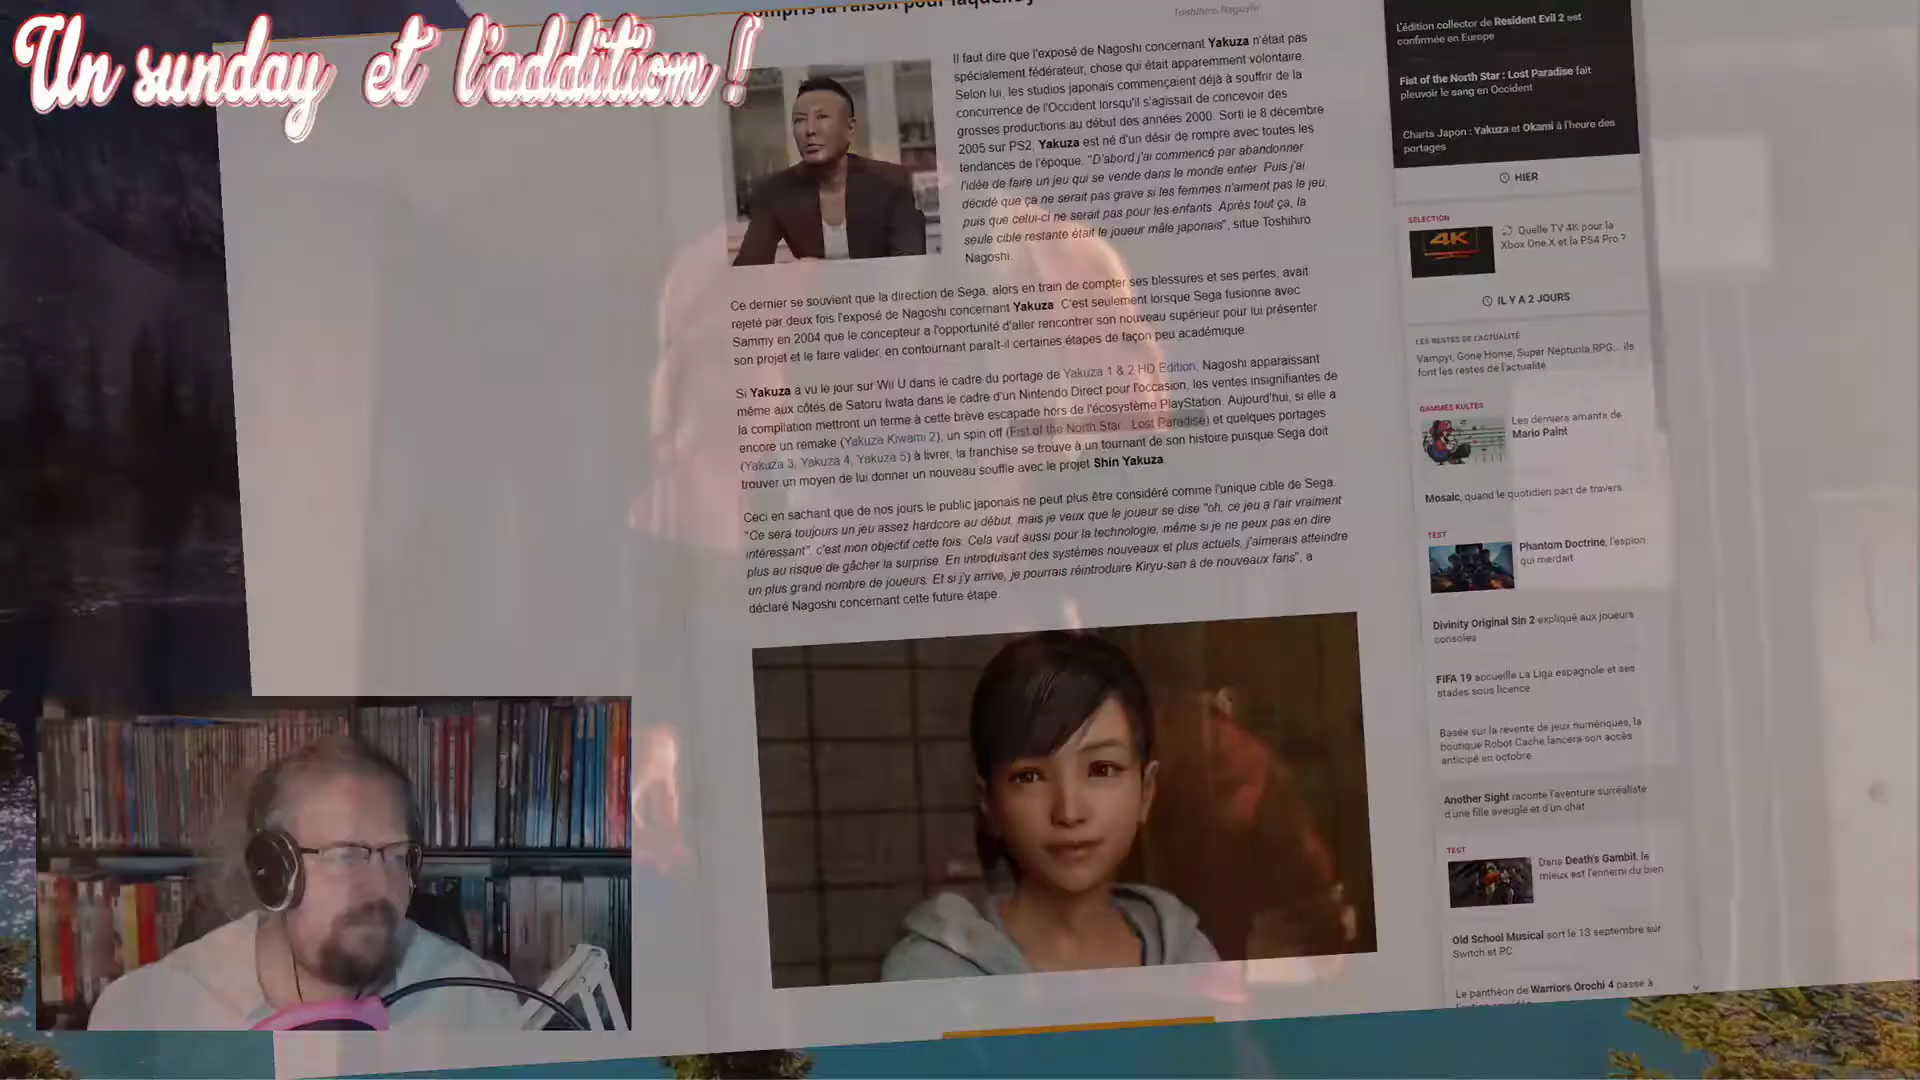 Un sunday et l'addition !
Toshihiro Nagoshi
Il faut dire que l'exposé de Nagoshi concernant Yakuza n'était pas
spécialement fédérateur, chose qui était apparemment volontaire.
Selon lui, les studios japonais commençaient déjà à souffrir de la
concurrence de l'Occident lorsqu'il s'agissait de concevoir des
grosses productions au début des années 2000. Sorti le 8 décembre
2005 sur PS2, Yakuza est né d'un désir de rompre avec toutes les
tendances de l'époque. "D'abord j'ai commencé par abandonner
l'idée de faire un jeu qui se vende dans le monde entier. Puis j'ai
décidé que ça ne serait pas grave si les femmes n'aiment pas le jeu,
puis que celui-ci ne serait pas pour les enfants. Après tout ça, la
seule cible restante était le joueur mâle japonais", situe Toshihiro
Nagoshi.
Ce dernier se souvient que la direction de Sega, alors en train de compter ses blessures et ses pertes, avait
rejeté par deux fois l'exposé de Nagoshi concernant Yakuza. C'est seulement lorsque Sega fusionne avec
Sammy en 2004 que le concepteur a l'opportunité d'aller rencontrer son nouveau supérieur pour lui présenter
son projet et le faire valider, en contournant paraît-il certaines étapes de façon peu académique.
Si Yakuza a vu le jour sur Wii U dans le cadre du portage de Yakuza 1 & 2 HD Edition, Nagoshi apparaissant
même aux côtés de Satoru Iwata dans le cadre d'un Nintendo Direct pour l'occasion, les ventes insignifiantes de
la compilation mettront un terme à cette brève escapade hors de l'écosystème PlayStation. Aujourd'hui, si elle a
encore un remake (Yakuza Kiwami 2), un spin off (Fist of the North Star : Lost Paradise) et quelques portages
(Yakuza 3, Yakuza 4, Yakuza 5) à livrer, la franchise se trouve à un tournant de son histoire puisque Sega doit
trouver un moyen de lui donner un nouveau souffle avec le projet Shin Yakuza.
Ceci en sachant que de nos jours le public japonais ne peut plus être considéré comme l'unique cible de Sega.
"Ce sera toujours un jeu assez hardcore au début, mais je veux que le joueur se dise "oh, ce jeu a l'air vraiment
intéressant", c'est mon objectif cette fois. Cela vaut aussi pour la technologie, même si je ne peux pas en dire
plus au risque de gâcher la surprise. En introduisant des systèmes nouveaux et plus actuels, j'aimerais atteindre
un plus grand nombre de joueurs. Et si j'y arrive, je pourrais réintroduire Kiryu-san à de nouveaux fans", a
déclaré Nagoshi concernant cette future étape.
L'édition collector de Resident Evil 2 est
confirmée en Europe
Fist of the North Star : Lost Paradise fait
pleuvoir le sang en Occident
Charts Japon : Yakuza et Okami à l'heure des
portages
HIER
SÉLECTION
4K
Quelle TV 4K pour la
Xbox One X et la PS4 Pro ?
IL Y A 2 JOURS
LES RESTES DE L'ACTUALITÉ
Vampyr, Gone Home, Super Neptunia RPG... ils
font les restes de l'actualité
GAMMES KULTES
Les derniers amants de
Mario Paint
Mosaic, quand le quotidien part de travers
TEST
Phantom Doctrine, l'espion
qui merdait
Divinity Original Sin 2 expliqué aux joueurs
consoles
FIFA 19 accueille La Liga espagnole et ses
stades sous licence
Basée sur la revente de jeux numériques, la
boutique Robot Cache lancera son accès
anticipé en octobre
Another Sight raconte l'aventure surréaliste
d'une fille aveugle et d'un chat
TEST
Dans Death's Gambit, le
mieux est l'ennemi du bien
Old School Musical sort le 13 septembre sur
Switch et PC
Le panthéon de Warriors Orochi 4 passe à